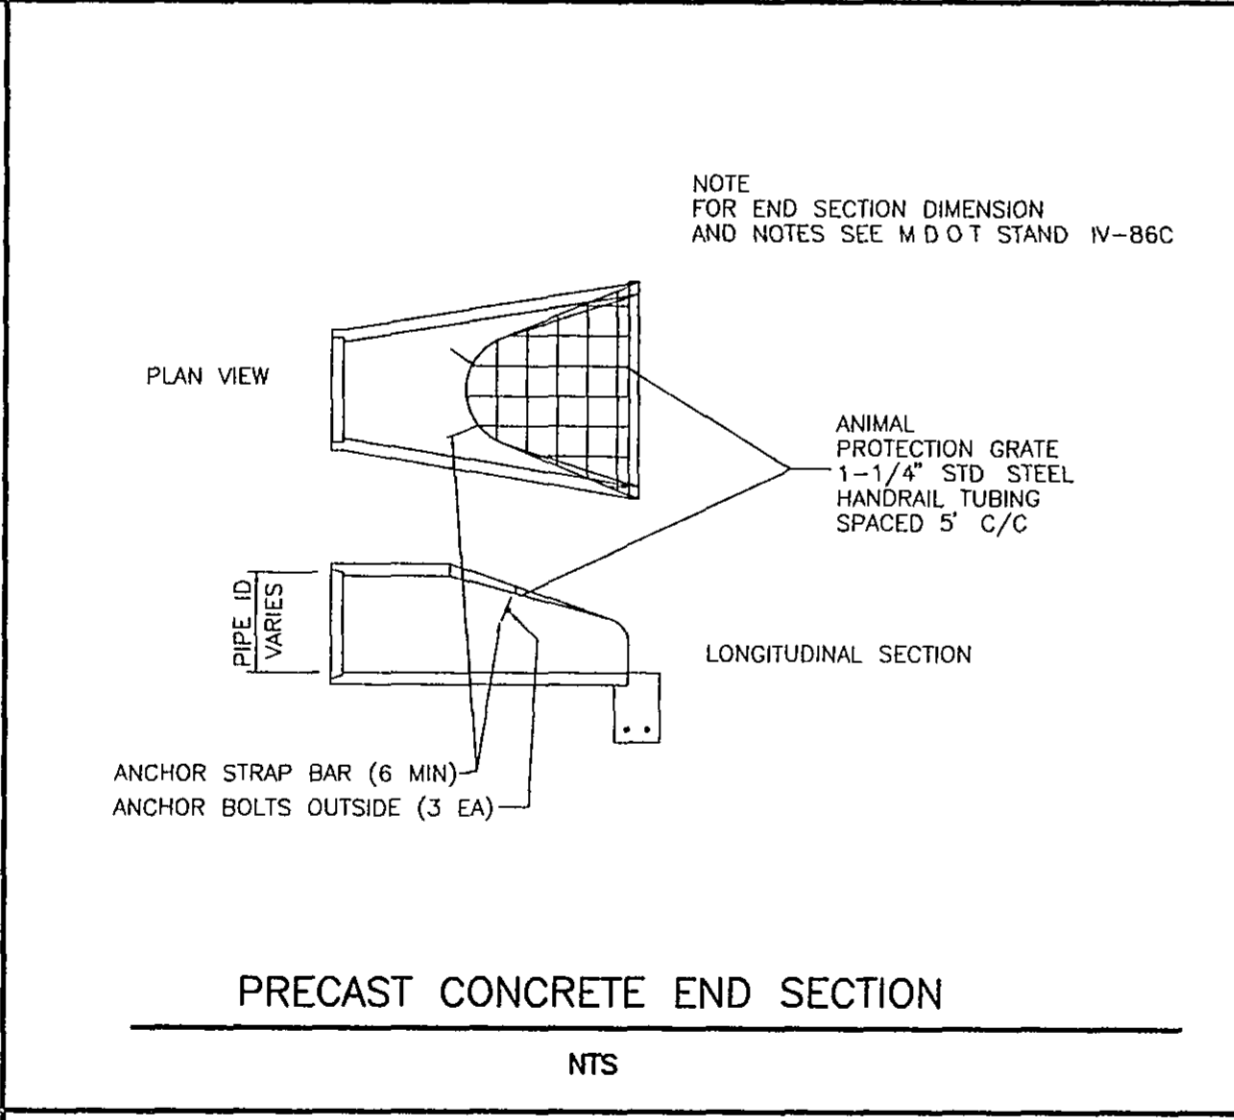 NOTE
FOR END SECTION DIMENSION
AND NOTES SEE M D O T STAND IV-86C
PLAN VIEW
ANIMAL
PROTECTION GRATE
1-1/4" STD STEEL
HANDRAIL TUBING
SPACED 5' C/C
PIPE ID
VARIES
LONGITUDINAL SECTION
ANCHOR STRAP BAR (6 MIN)
ANCHOR BOLTS OUTSIDE (3 EA)
PRECAST CONCRETE END SECTION
NTS